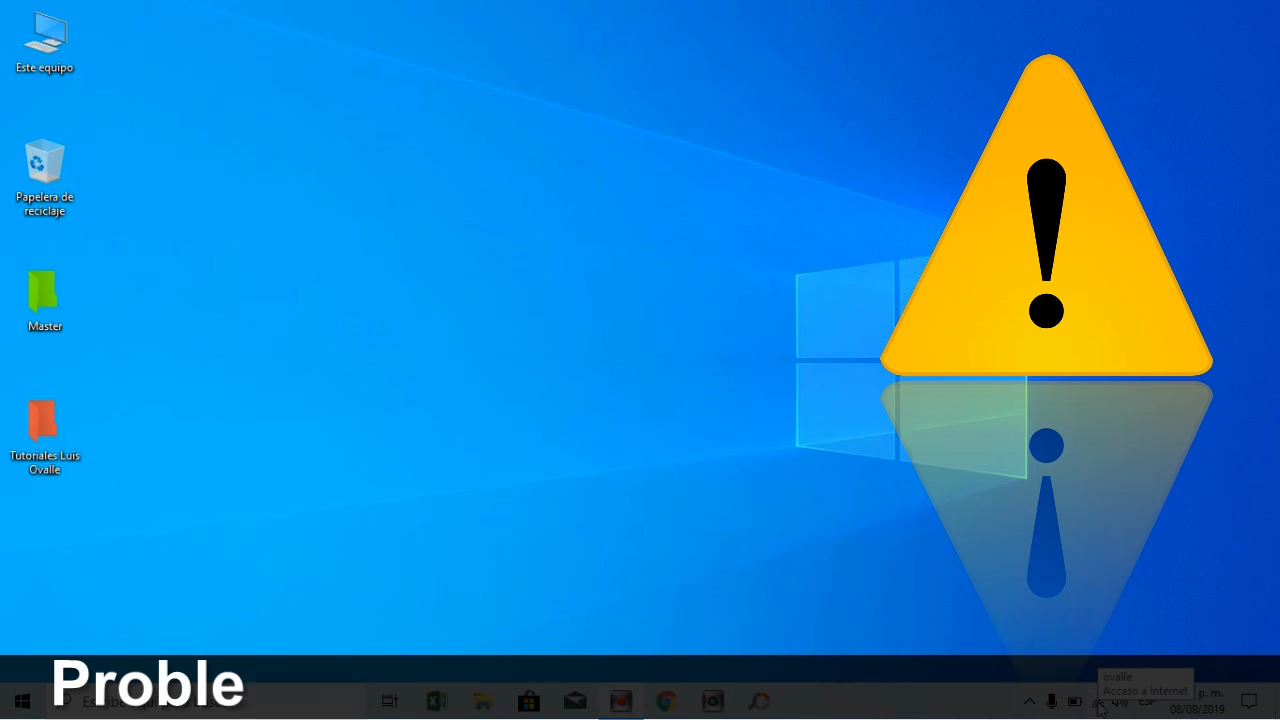 Este equipo
Papelera de
reciclaje
Master
Tutoriales Luis
Ovalle
Proble
ovalle
Acceso a Internet
p. m.
ESP
08/08/2019